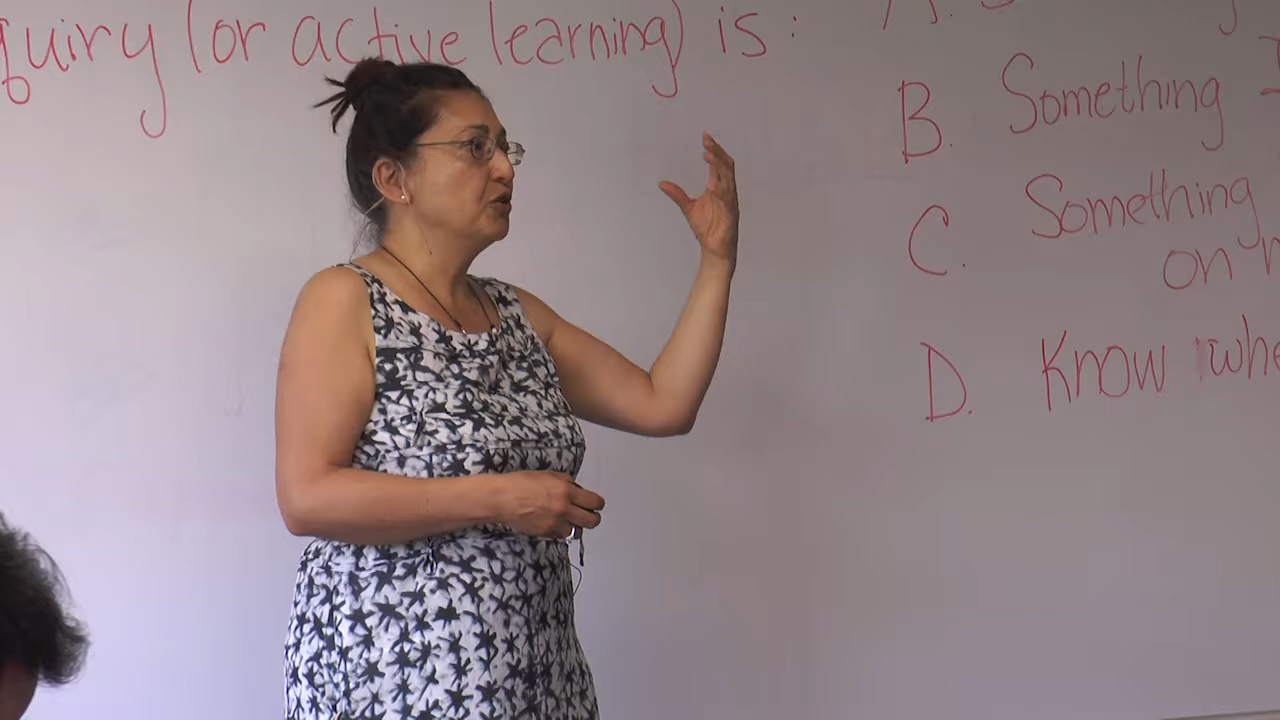 quiry (or active learning) is:
A.
B. Something
C. Something
on
D. Know whe